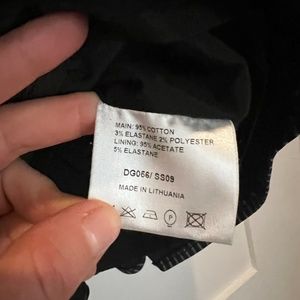 MAIN: 95% COTTON
3% ELASTANE 2% POLYESTER
LINING: 95% ACETATE
5% ELASTANE
DG056/ SS09
MADE IN LITHUANIA
P